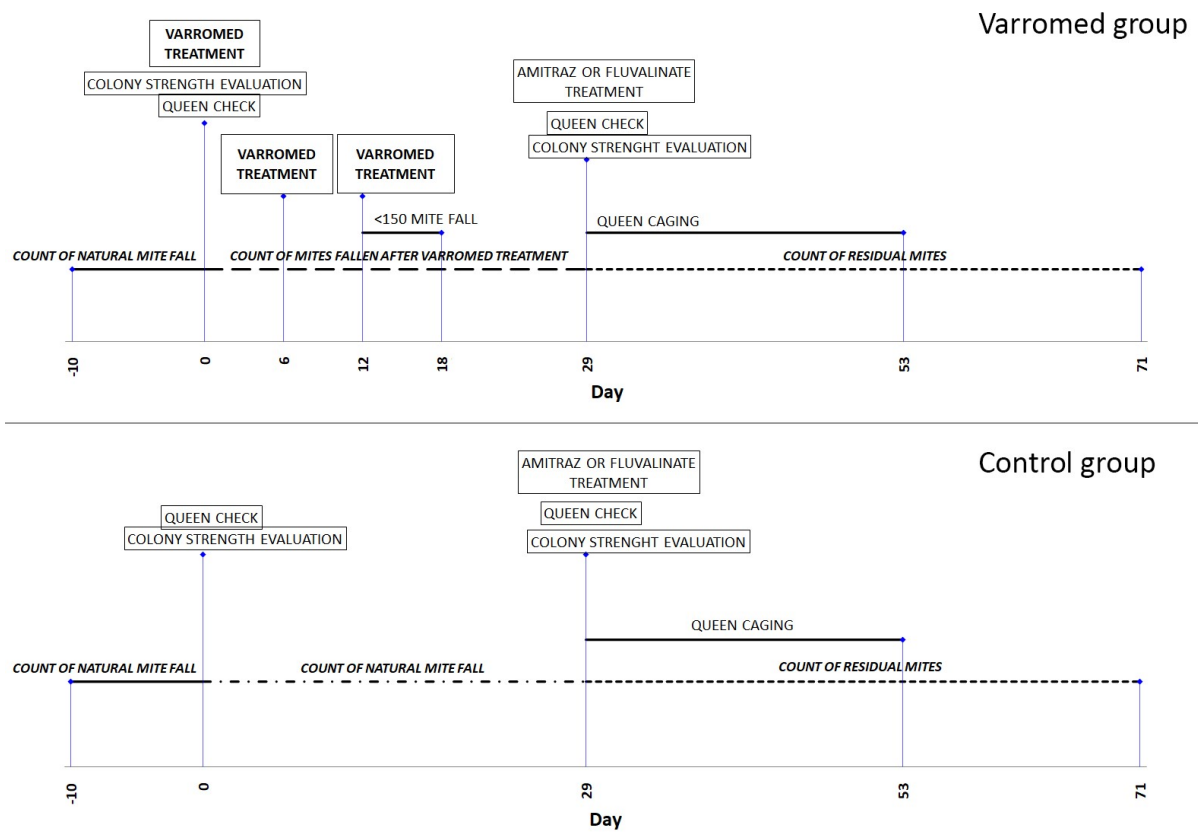 Varromed group
VARROMED
TREATMENT
COLONY STRENGTH EVALUATION
QUEEN CHECK
AMITRAZ OR FLUVALINATE
TREATMENT
QUEEN CHECK
COLONY STRENGHT EVALUATION
VARROMED
TREATMENT
VARROMED
TREATMENT
<150 MITE FALL
QUEEN CAGING
COUNT OF NATURAL MITE FALL
COUNT OF MITES FALLEN AFTER VARROMED TREATMENT
COUNT OF RESIDUAL MITES
-10
0
6
12
18
29
53
71
Day
Control group
AMITRAZ OR FLUVALINATE
TREATMENT
QUEEN CHECK
COLONY STRENGTH EVALUATION
QUEEN CHECK
COLONY STRENGHT EVALUATION
QUEEN CAGING
COUNT OF NATURAL MITE FALL
COUNT OF NATURAL MITE FALL
COUNT OF RESIDUAL MITES
-10
0
29
53
71
Day